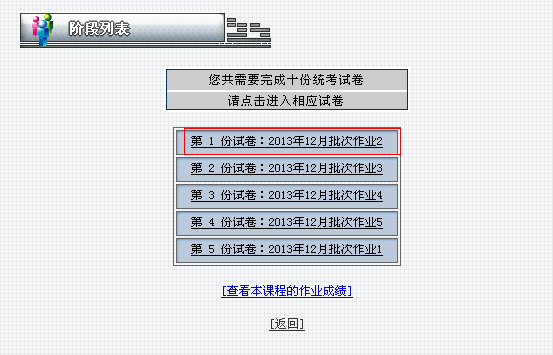 阶段列表
您共需要完成十份统考试卷
请点击进入相应试卷
第 1 份试卷：2013年12月批次作业2
第 2 份试卷：2013年12月批次作业3
第 3 份试卷：2013年12月批次作业4
第 4 份试卷：2013年12月批次作业5
第 5 份试卷：2013年12月批次作业1
[查看本课程的作业成绩]
[返回]